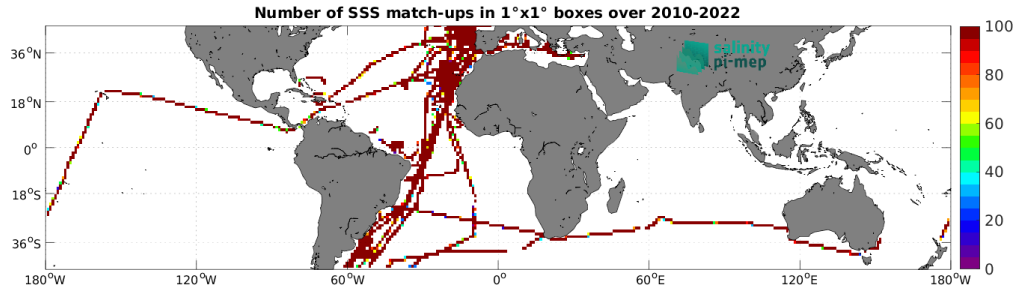 Number of SSS match-ups in 1°x1° boxes over 2010-2022
salinity
pi-mep
36°N
18°N
0°
18°S
36°S
180°W
120°W
60°W
0°
60°E
120°E
180°W
100
80
60
40
20
0